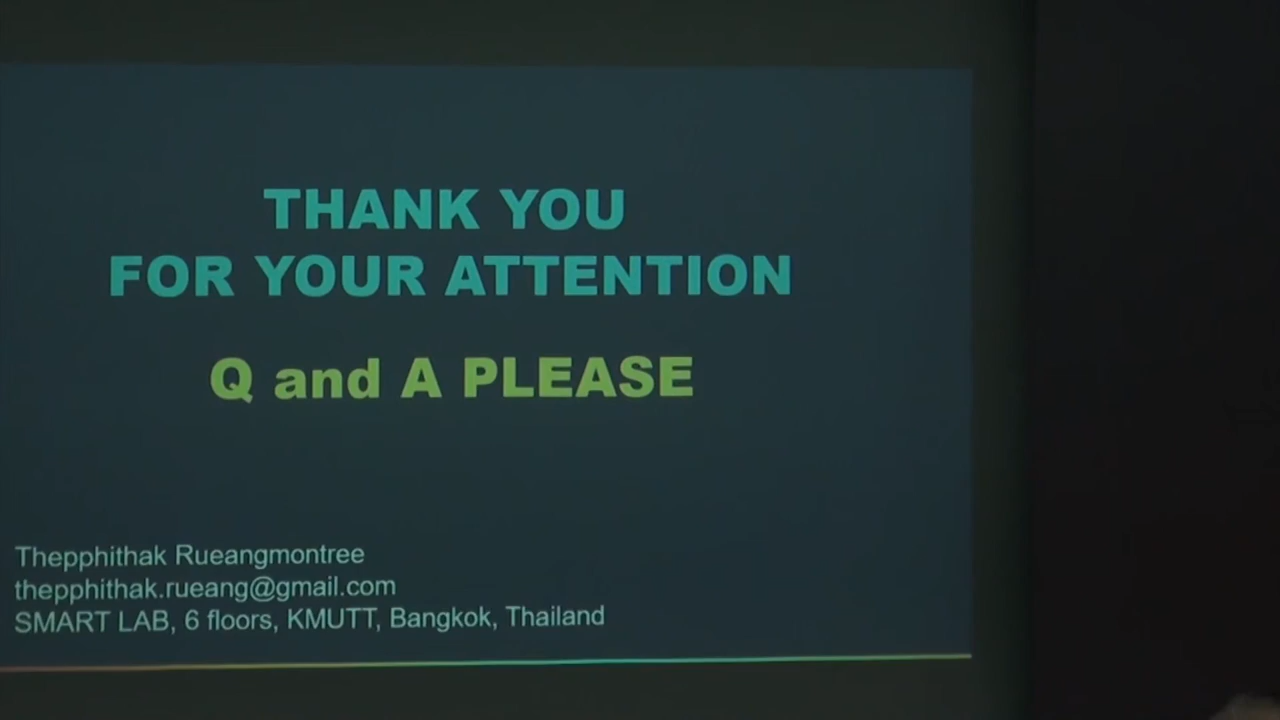 THANK YOU
FOR YOUR ATTENTION
Q and A PLEASE
Thepphithak Rueangmontree
thepphithak.rueang@gmail.com
SMART LAB, 6 floors, KMUTT, Bangkok, Thailand